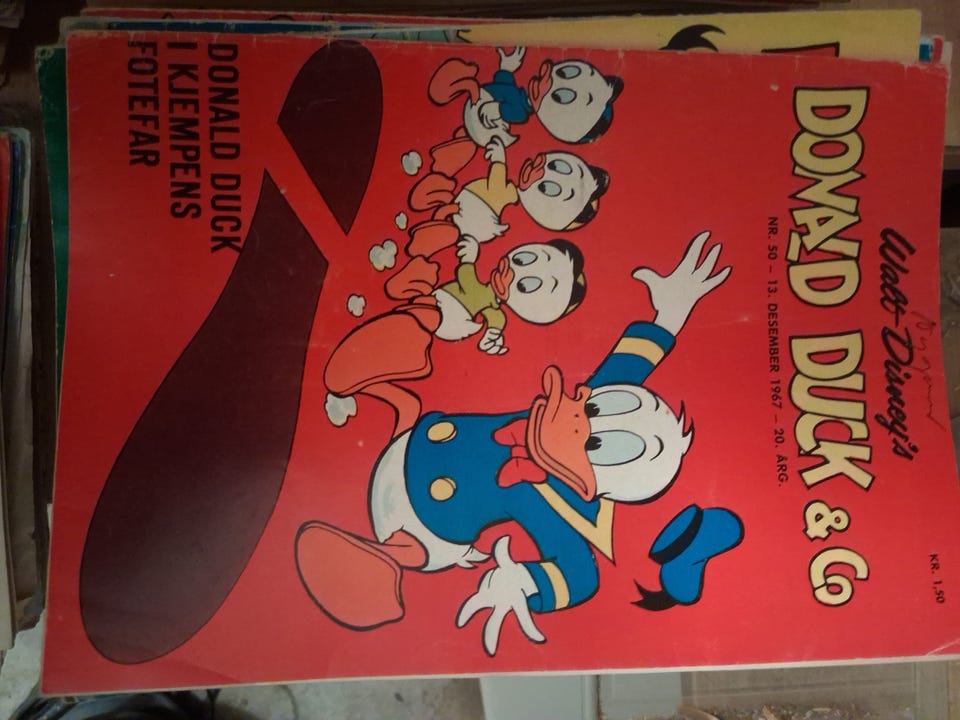 KR. 1,50
Walt Disney's
DONALD DUCK & Co
NR. 50 – 13. DESEMBER 1967 – 20. ÅRG.
DONALD DUCK
I KJEMPENS
FOTEFAR